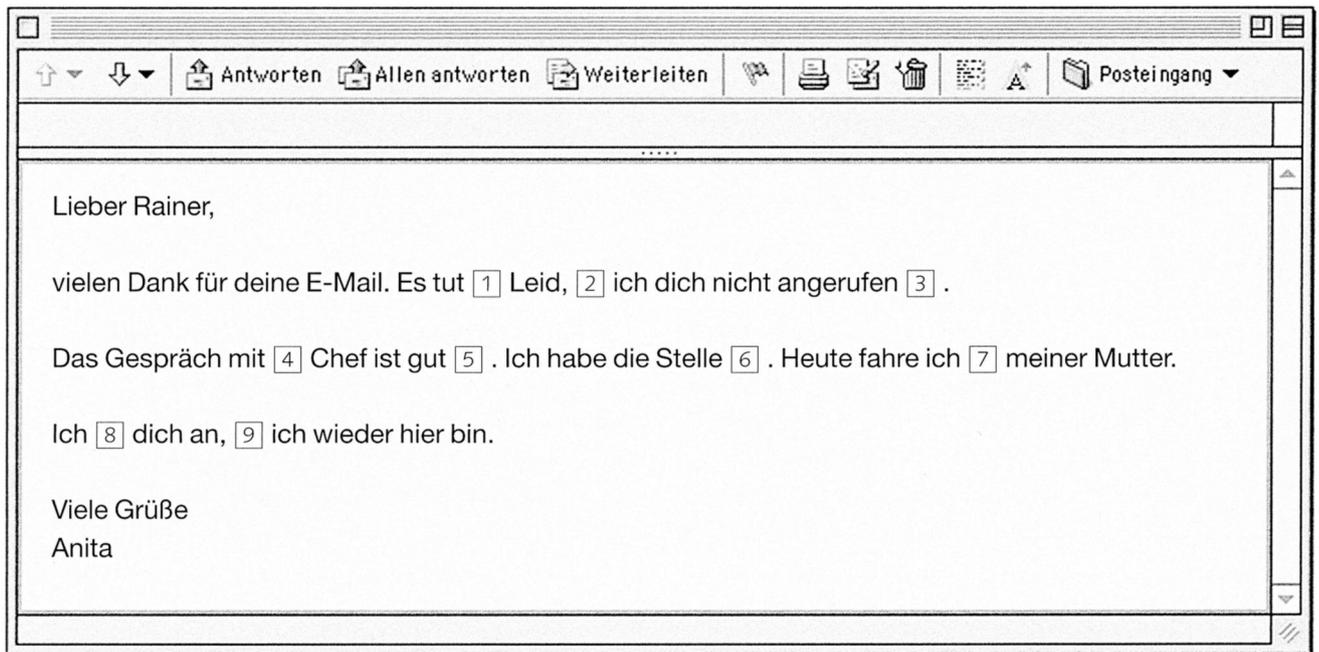 Antworten Allen antworten Weiterleiten Posteingang
Lieber Rainer,
vielen Dank für deine E-Mail. Es tut 1 Leid, 2 ich dich nicht angerufen 3 .
Das Gespräch mit 4 Chef ist gut 5 . Ich habe die Stelle 6 . Heute fahre ich 7 meiner Mutter.
Ich 8 dich an, 9 ich wieder hier bin.
Viele Grüße
Anita